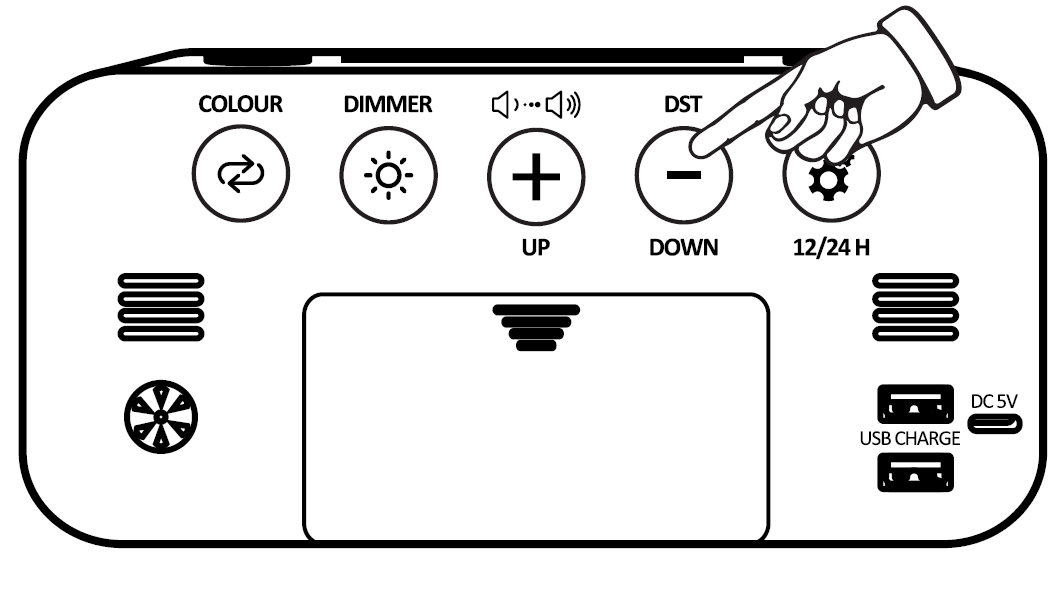 COLOUR
DIMMER
DST
UP
DOWN
12/24 H
DC 5V
USB CHARGE